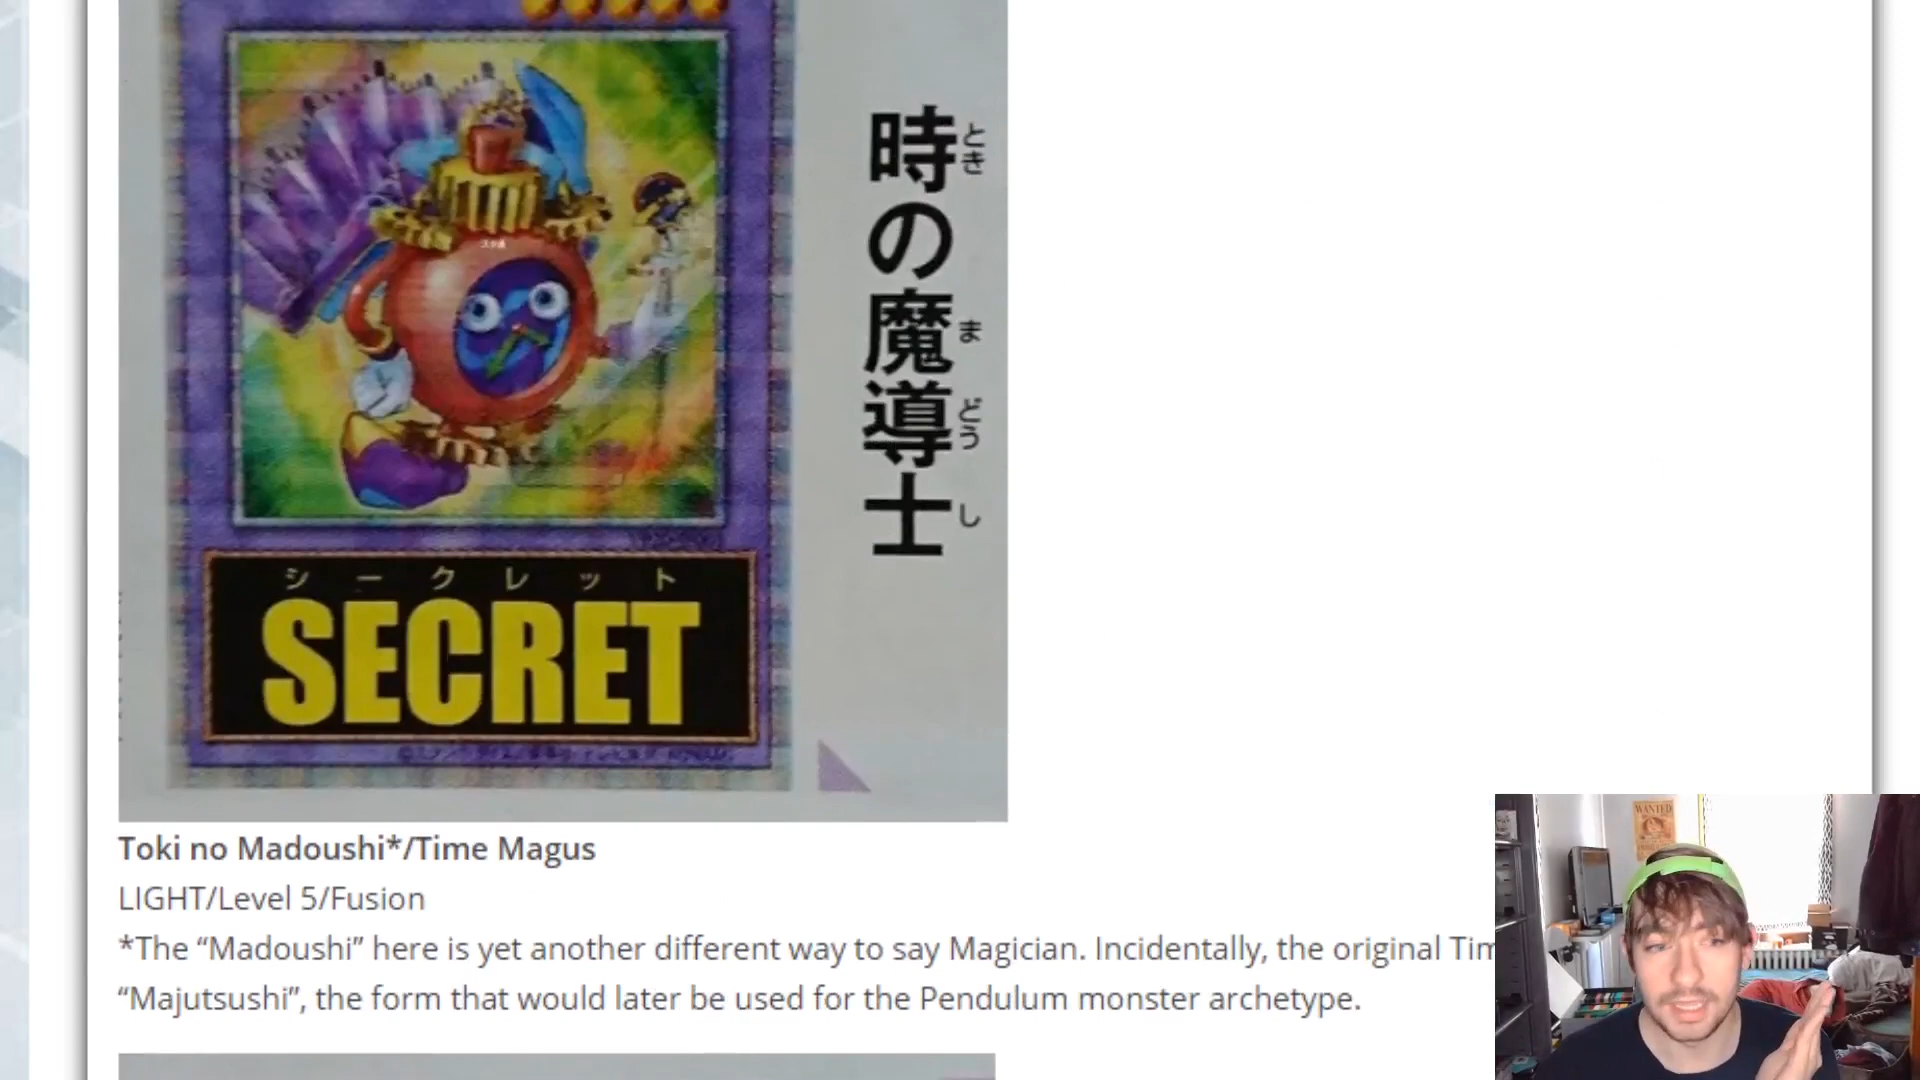 時の魔導士
とき
ま
どう
し
シークレット
SECRET
Toki no Madoushi*/Time Magus
LIGHT/Level 5/Fusion
*The “Madoushi” here is yet another different way to say Magician. Incidentally, the original
“Majutsushi”, the form that would later be used for the Pendulum monster archetype.
WANTED